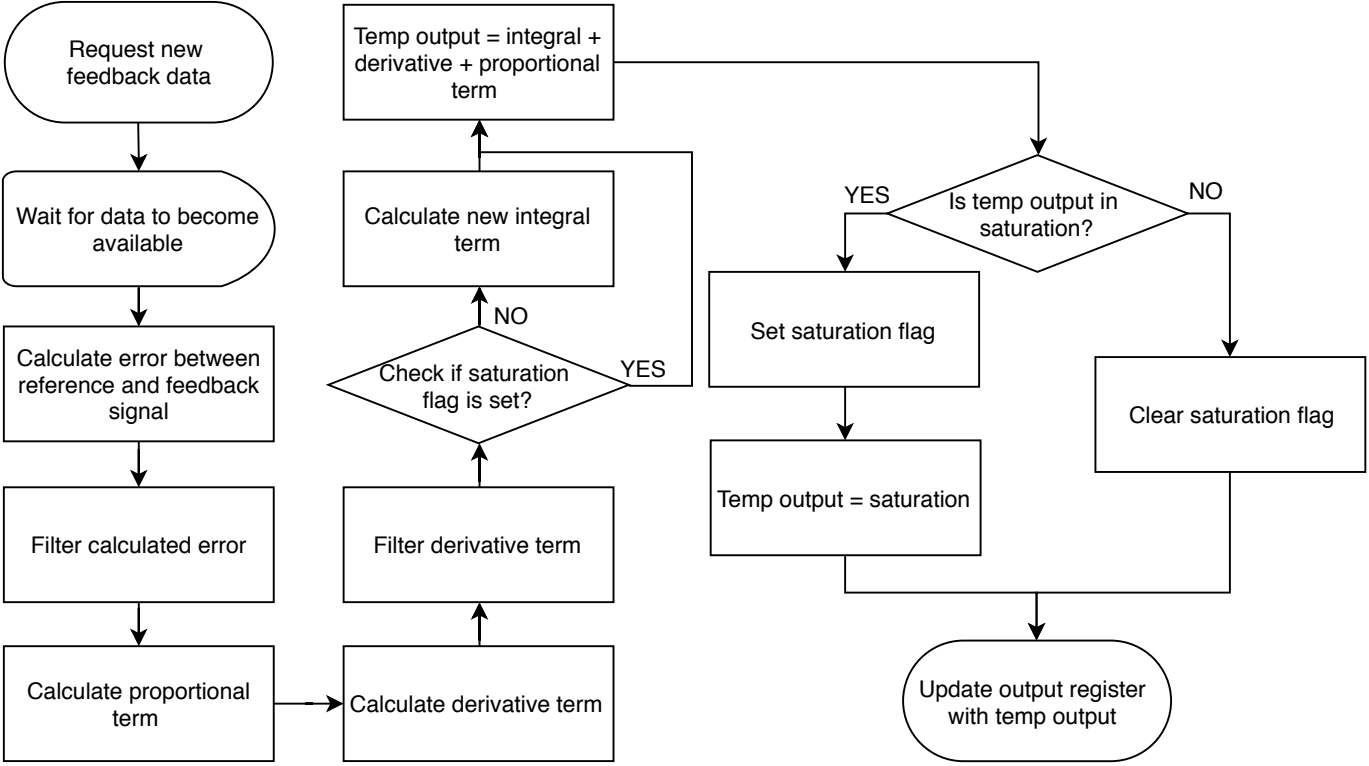 Request new
feedback data
Wait for data to become
available
Calculate error between
reference and feedback
signal
Filter calculated error
Calculate proportional
term
Calculate derivative term
Filter derivative term
Check if saturation
flag is set?
NO
YES
Calculate new integral
term
Temp output = integral +
derivative + proportional
term
Is temp output in
saturation?
YES
NO
Set saturation flag
Temp output = saturation
Clear saturation flag
Update output register
with temp output